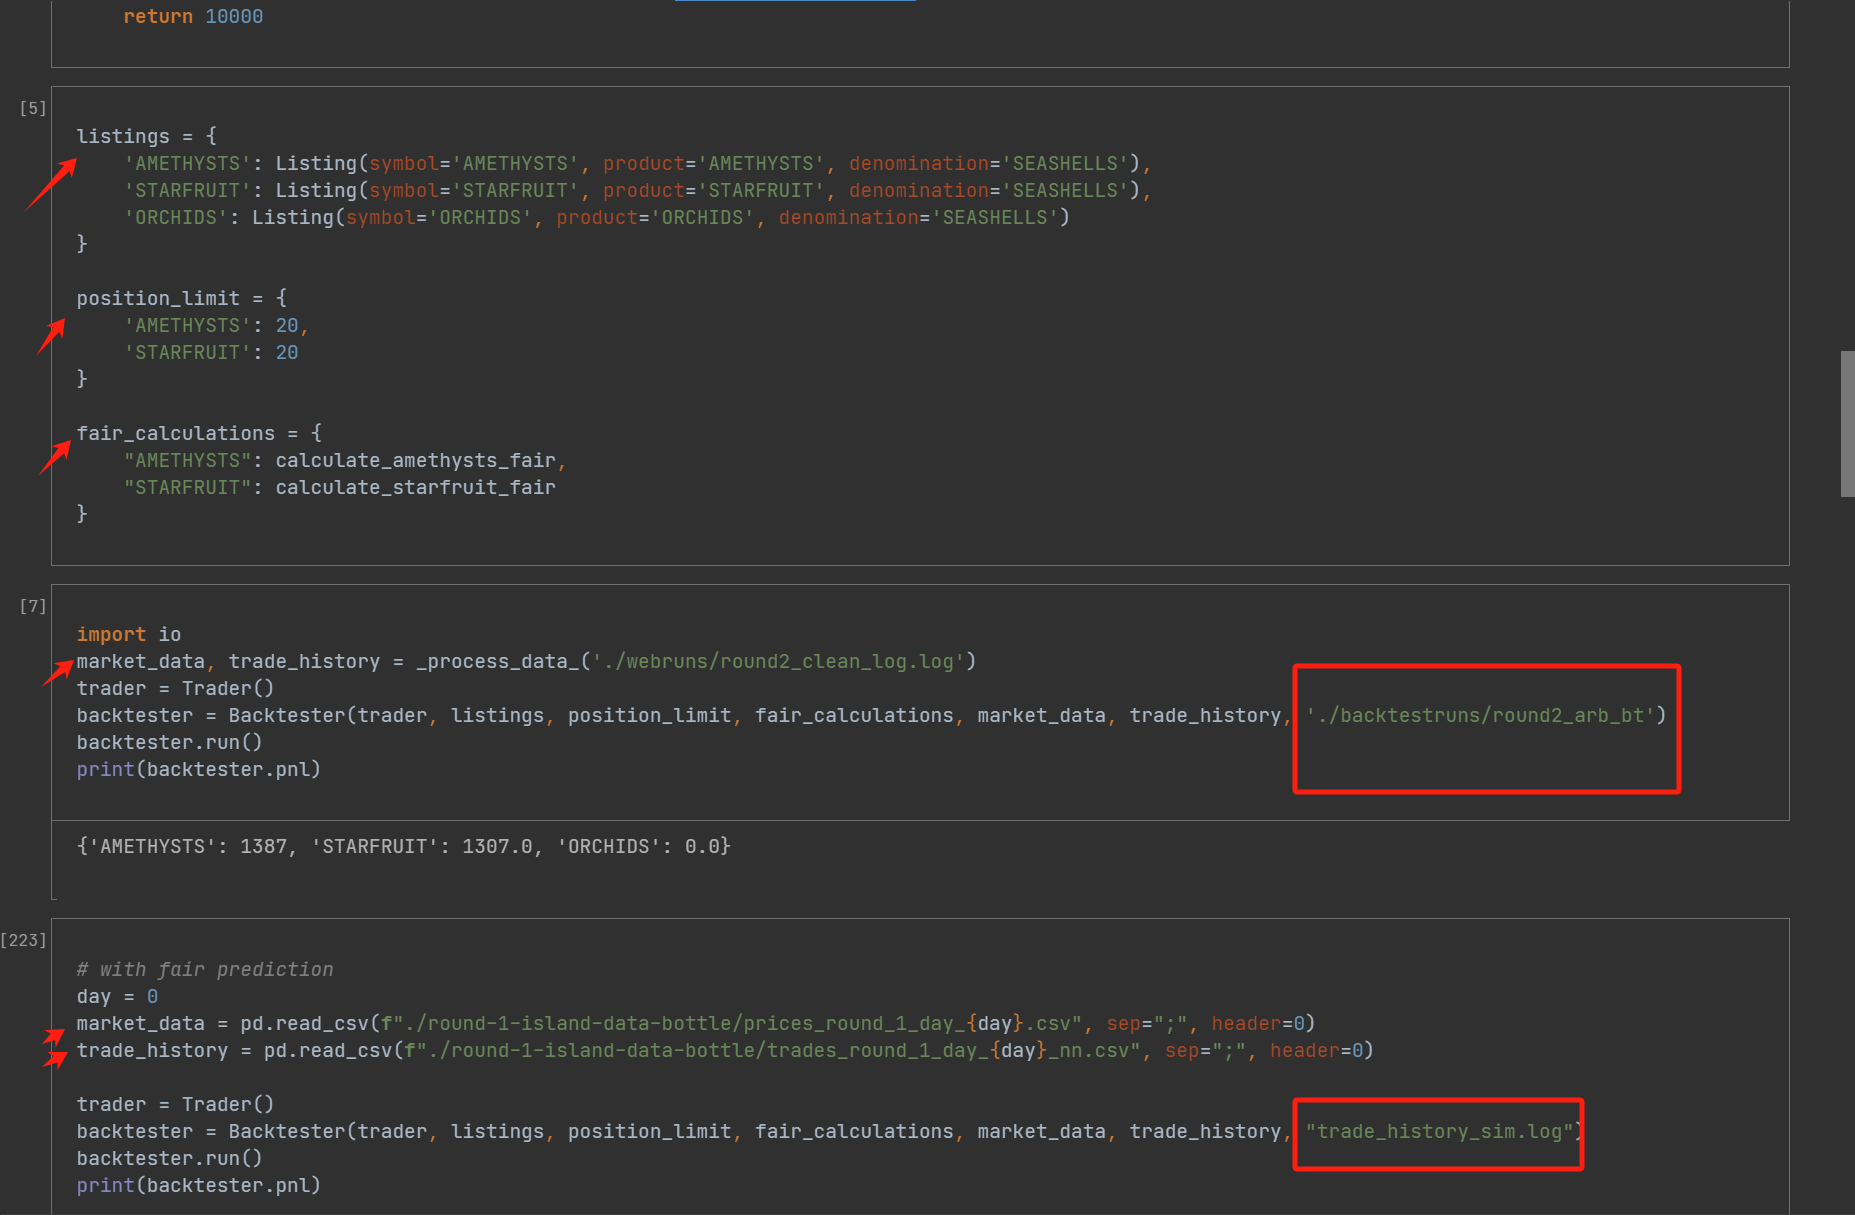 return 10000
[5]
listings = {
'AMETHYSTS': Listing(symbol='AMETHYSTS', product='AMETHYSTS', denomination='SEASHELLS'),
'STARFRUIT': Listing(symbol='STARFRUIT', product='STARFRUIT', denomination='SEASHELLS'),
'ORCHIDS': Listing(symbol='ORCHIDS', product='ORCHIDS', denomination='SEASHELLS')
}
position_limit = {
'AMETHYSTS': 20,
'STARFRUIT': 20
}
fair_calculations = {
"AMETHYSTS": calculate_amethysts_fair,
"STARFRUIT": calculate_starfruit_fair
}
[7]
import io
market_data, trade_history = _process_data_('./webruns/round2_clean_log.log')
trader = Trader()
backtester = Backtester(trader, listings, position_limit, fair_calculations, market_data, trade_history, './backtestruns/round2_arb_bt')
backtester.run()
print(backtester.pnl)
{'AMETHYSTS': 1387, 'STARFRUIT': 1307.0, 'ORCHIDS': 0.0}
[223]
# with fair prediction
day = 0
market_data = pd.read_csv(f"./round-1-island-data-bottle/prices_round_1_day_{day}.csv", sep=";", header=0)
trade_history = pd.read_csv(f"./round-1-island-data-bottle/trades_round_1_day_{day}_nn.csv", sep=";", header=0)
trader = Trader()
backtester = Backtester(trader, listings, position_limit, fair_calculations, market_data, trade_history, "trade_history_sim.log")
backtester.run()
print(backtester.pnl)